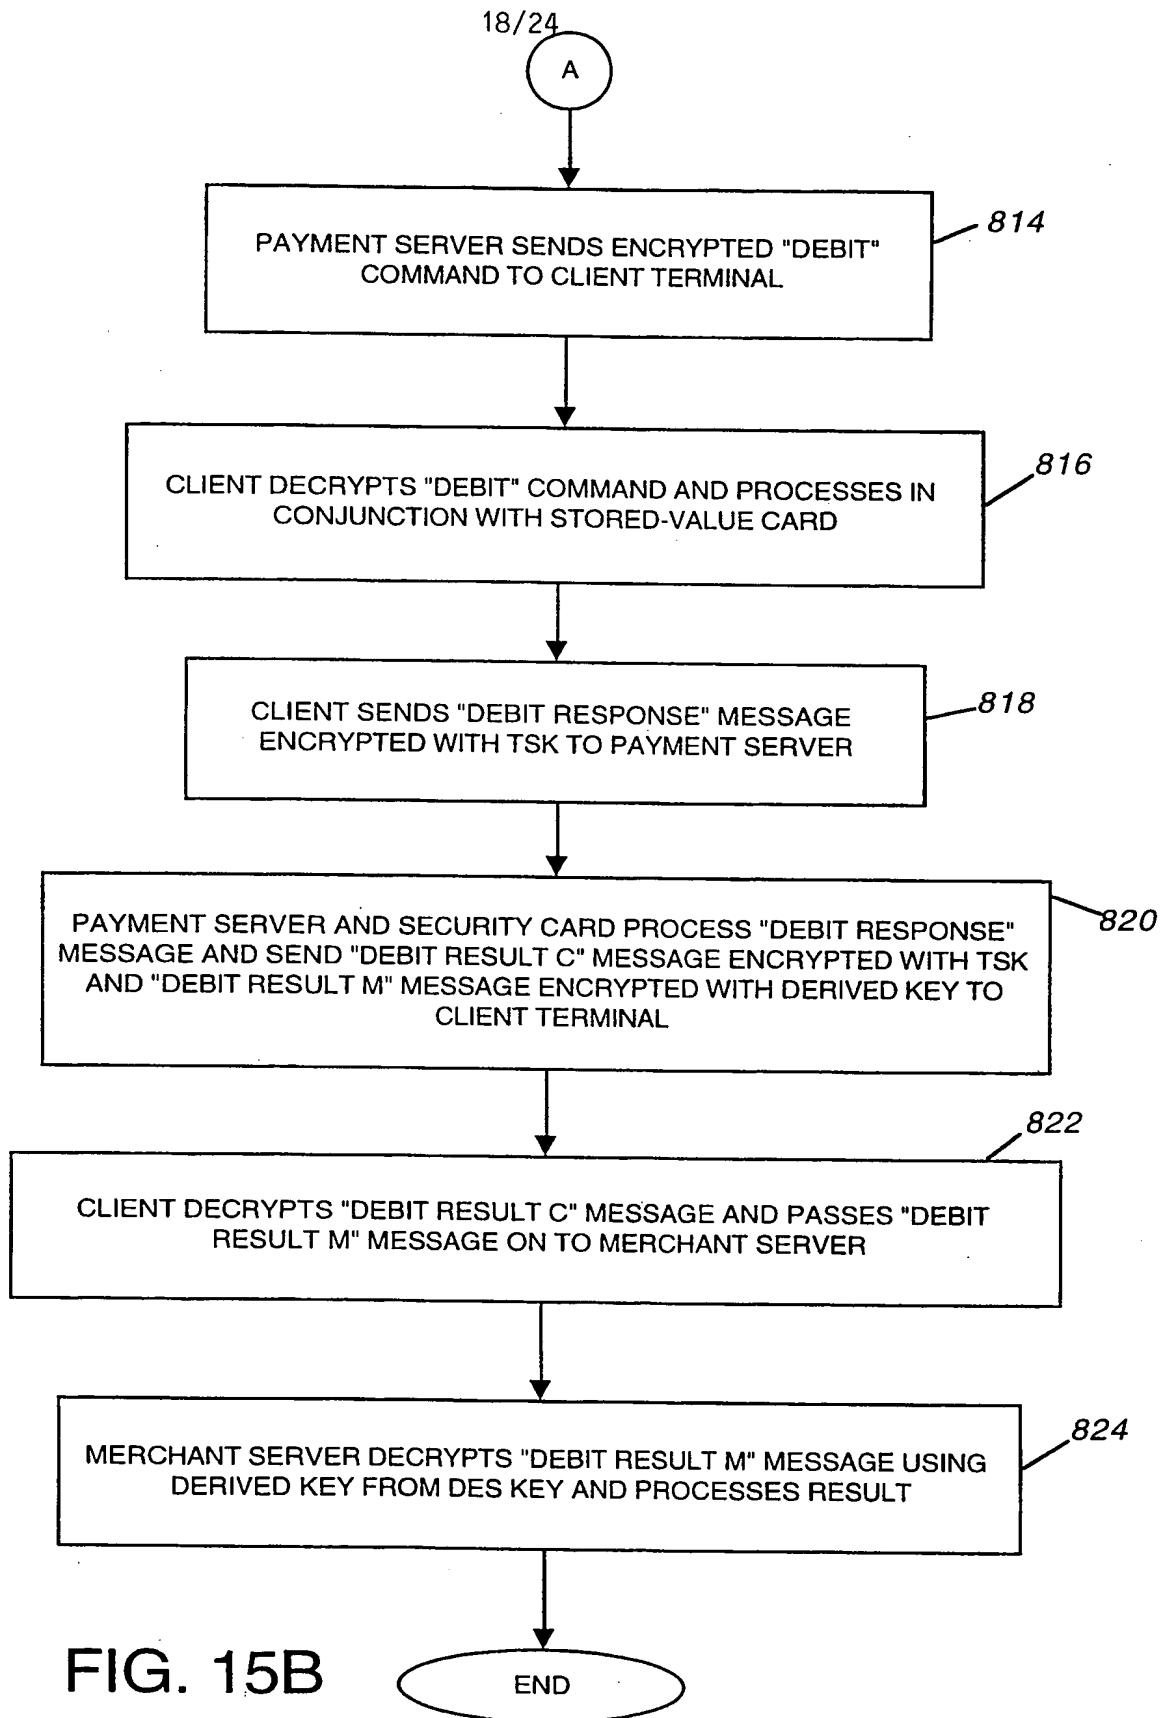 18/24
A
814
PAYMENT SERVER SENDS ENCRYPTED "DEBIT"
COMMAND TO CLIENT TERMINAL
816
CLIENT DECRYPTS "DEBIT" COMMAND AND PROCESSES IN
CONJUNCTION WITH STORED-VALUE CARD
818
CLIENT SENDS "DEBIT RESPONSE" MESSAGE
ENCRYPTED WITH TSK TO PAYMENT SERVER
820
PAYMENT SERVER AND SECURITY CARD PROCESS "DEBIT RESPONSE"
MESSAGE AND SEND "DEBIT RESULT C" MESSAGE ENCRYPTED WITH TSK
AND "DEBIT RESULT M" MESSAGE ENCRYPTED WITH DERIVED KEY TO
CLIENT TERMINAL
822
CLIENT DECRYPTS "DEBIT RESULT C" MESSAGE AND PASSES "DEBIT
RESULT M" MESSAGE ON TO MERCHANT SERVER
824
MERCHANT SERVER DECRYPTS "DEBIT RESULT M" MESSAGE USING
DERIVED KEY FROM DES KEY AND PROCESSES RESULT
FIG. 15B
END